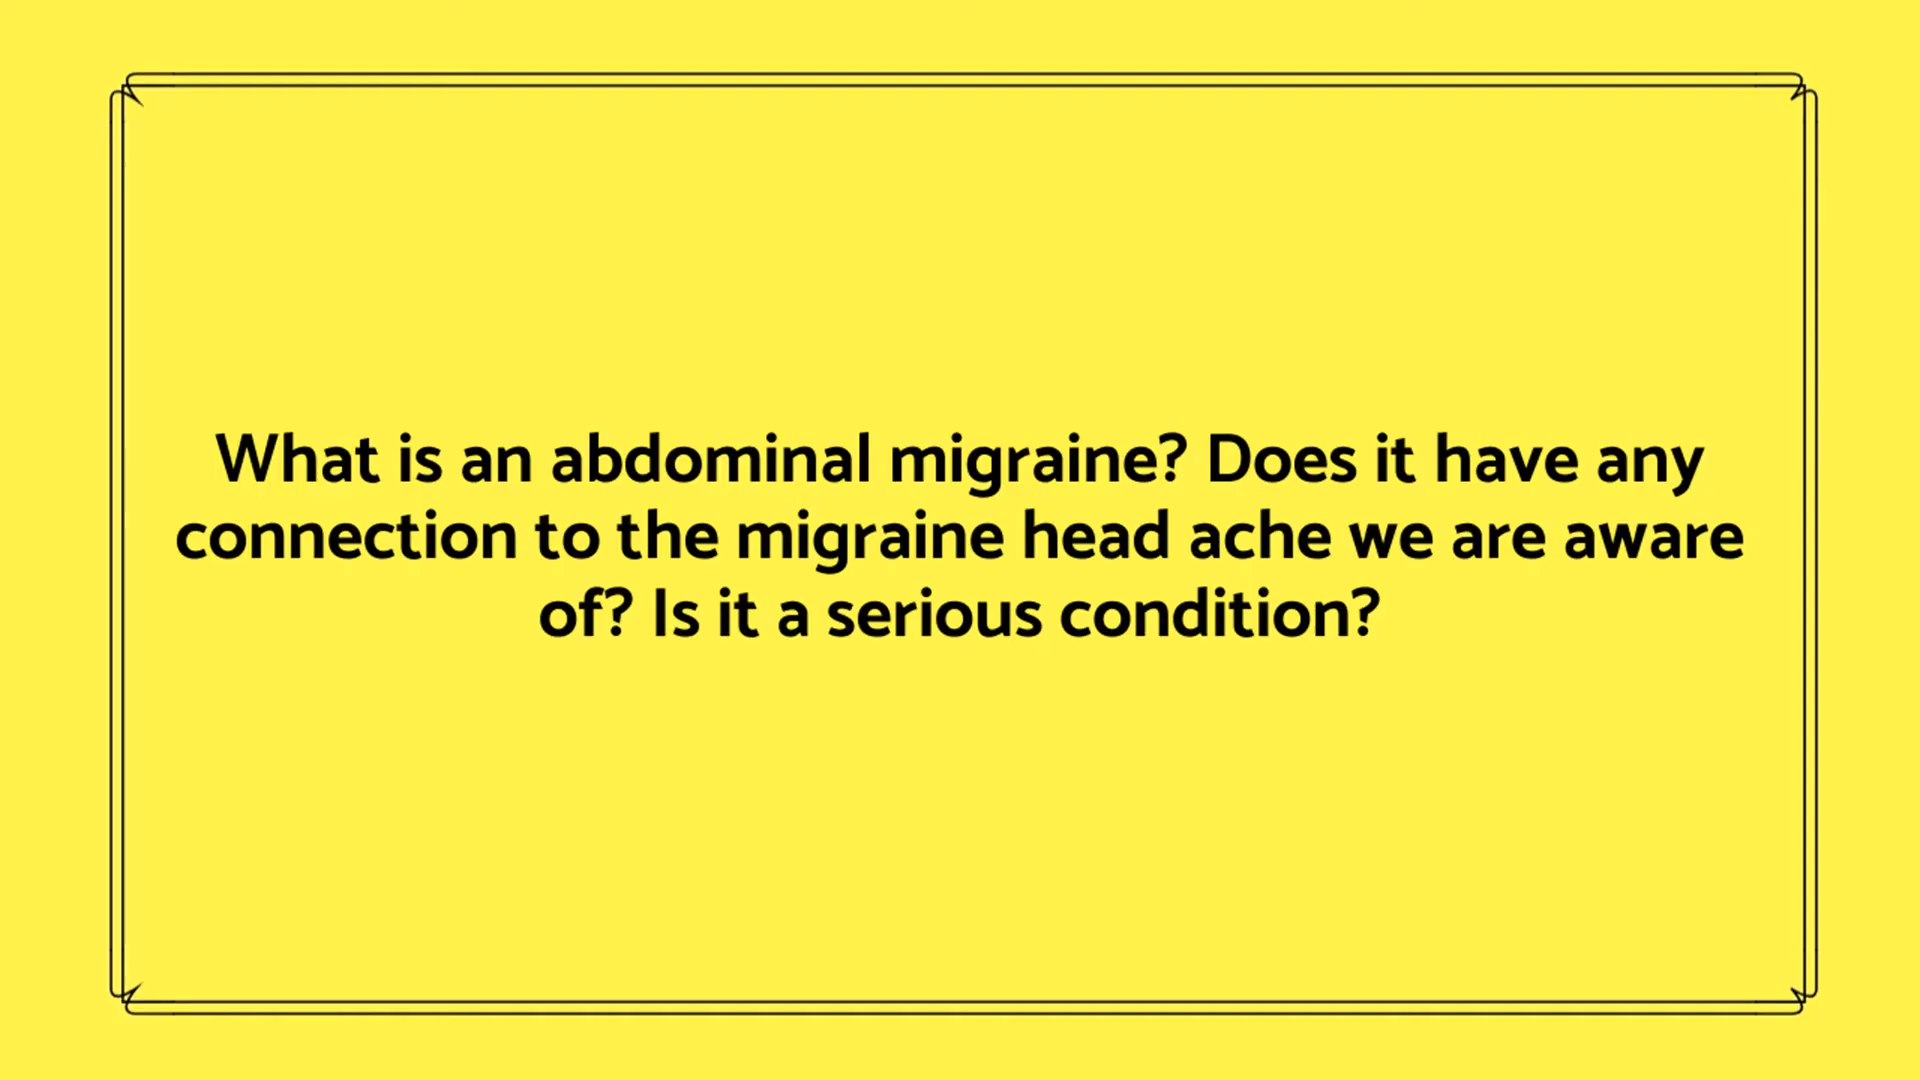 What is an abdominal migraine? Does it have any
connection to the migraine head ache we are aware
of? Is it a serious condition?